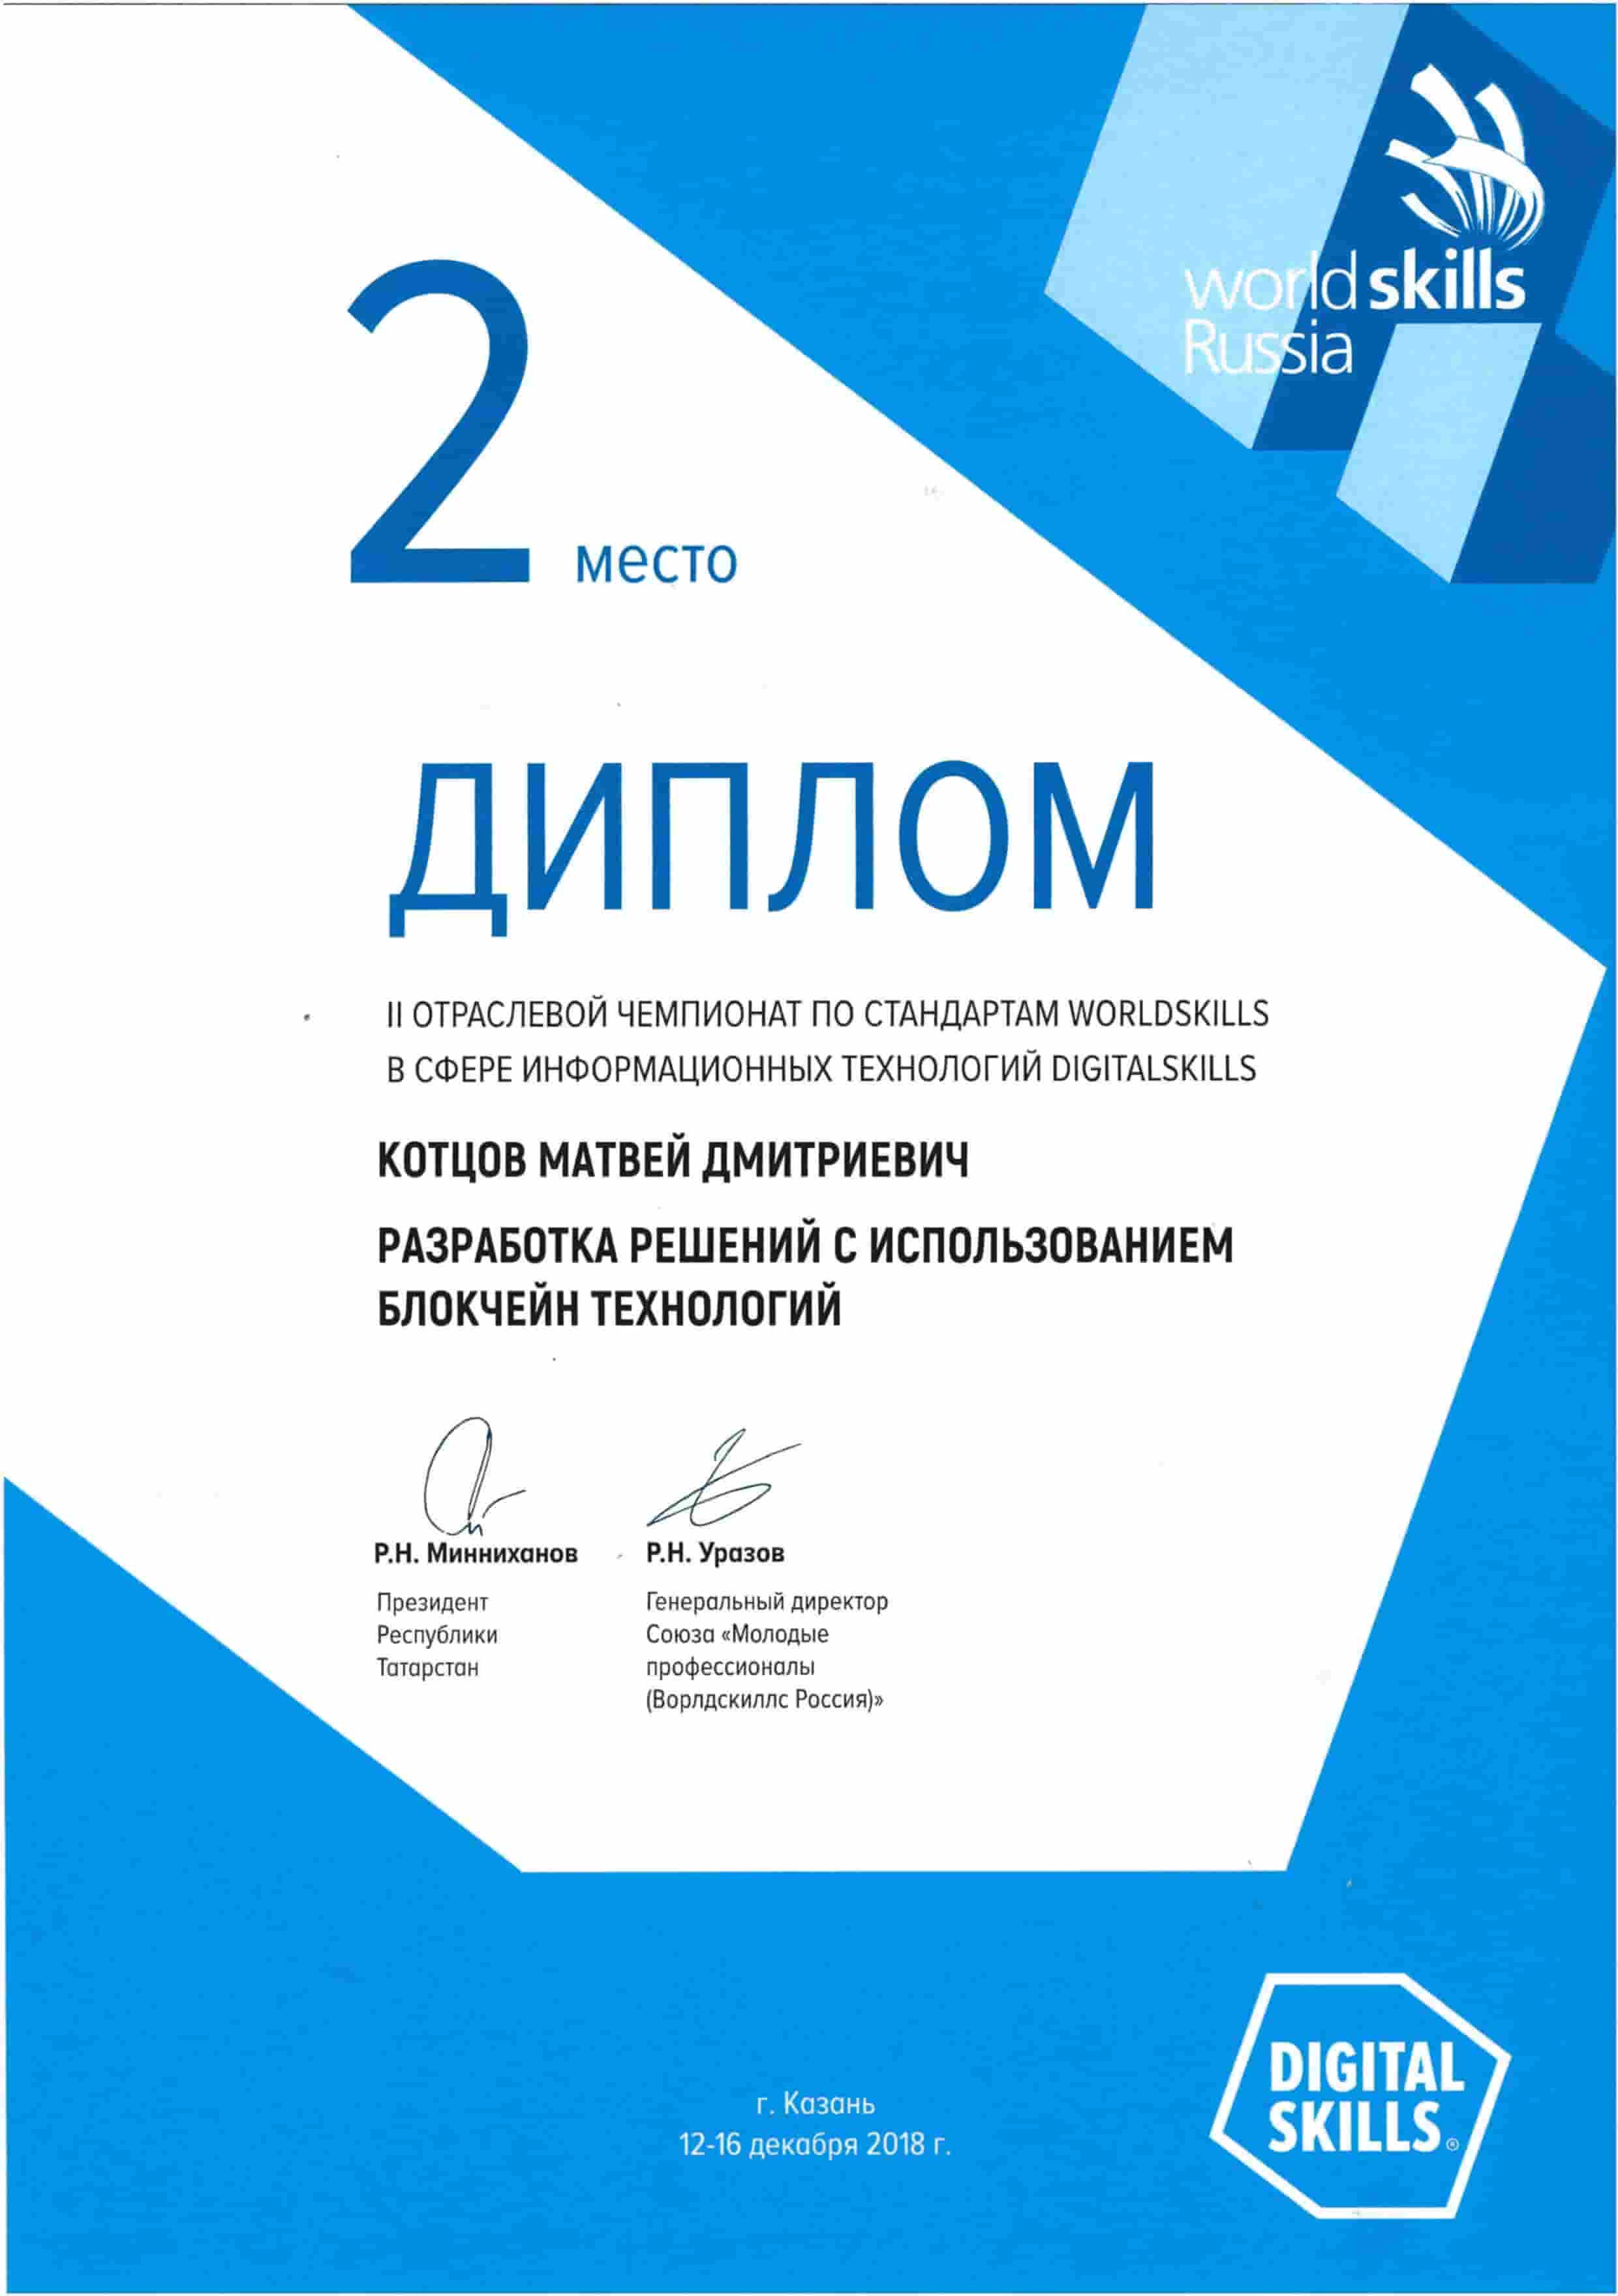 world skills
Russia
2 место
ДИПЛОМ
II ОТРАСЛЕВОЙ ЧЕМПИОНАТ ПО СТАНДАРТАМ WORLDSKILLS
В СФЕРЕ ИНФОРМАЦИОННЫХ ТЕХНОЛОГИЙ DIGITALSKILLS
КОТЦОВ МАТВЕЙ ДМИТРИЕВИЧ
РАЗРАБОТКА РЕШЕНИЙ С ИСПОЛЬЗОВАНИЕМ
БЛОКЧЕЙН ТЕХНОЛОГИЙ
Р.Н. Минниханов
Президент
Республики
Татарстан
Р.Н. Уразов
Генеральный директор
Союза «Молодые
профессионалы
(Ворлдскиллс Россия)»
г. Казань
12-16 декабря 2018 г.
DIGITAL
SKILLS®